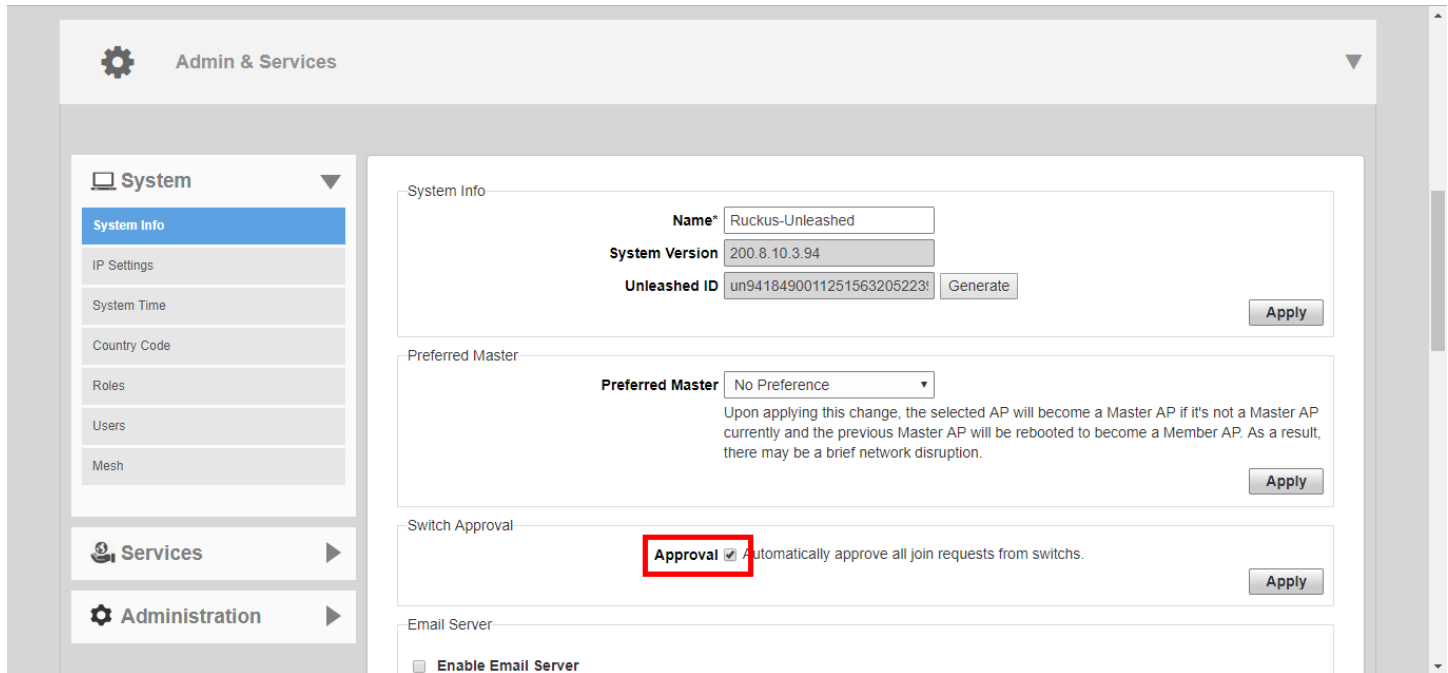 Admin & Services
System
System Info
IP Settings
System Time
Country Code
Roles
Users
Mesh
Services
Administration
System Info
Name* Ruckus-Unleashed
System Version 200.8.10.3.94
Unleashed ID un9418490011251563205223 Generate
Apply
Preferred Master
Preferred Master No Preference
Upon applying this change, the selected AP will become a Master AP if it's not a Master AP
currently and the previous Master AP will be rebooted to become a Member AP. As a result,
there may be a brief network disruption.
Apply
Switch Approval
Approval Automatically approve all join requests from switchs.
Apply
Email Server
Enable Email Server